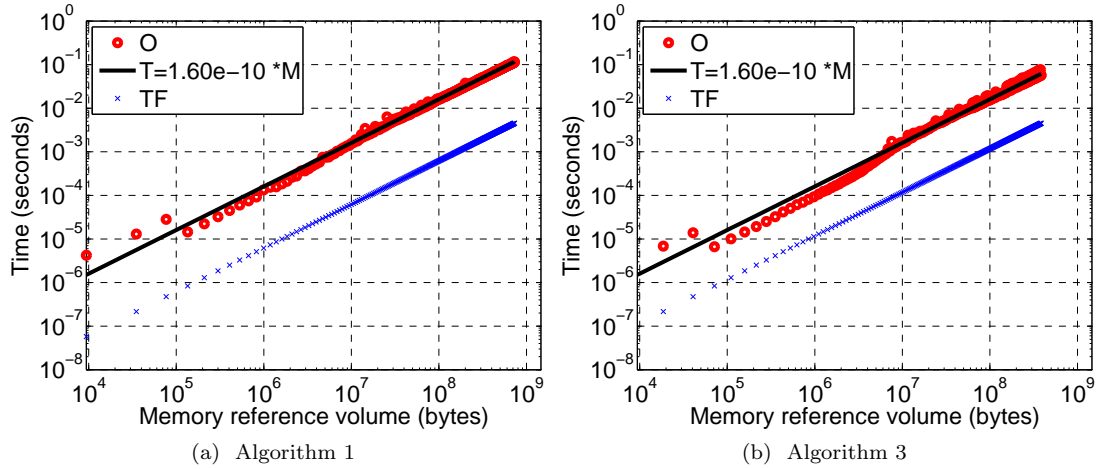 10^0
10^-1
10^-2
10^-3
10^-4
10^-5
10^-6
10^-7
10^-8
Time (seconds)
O
T=1.60e−10 *M
TF
10^4 10^5 10^6 10^7 10^8 10^9
Memory reference volume (bytes)
(a) Algorithm 1
10^0
10^-1
10^-2
10^-3
10^-4
10^-5
10^-6
10^-7
10^-8
Time (seconds)
O
T=1.60e−10 *M
TF
10^4 10^5 10^6 10^7 10^8 10^9
Memory reference volume (bytes)
(b) Algorithm 3